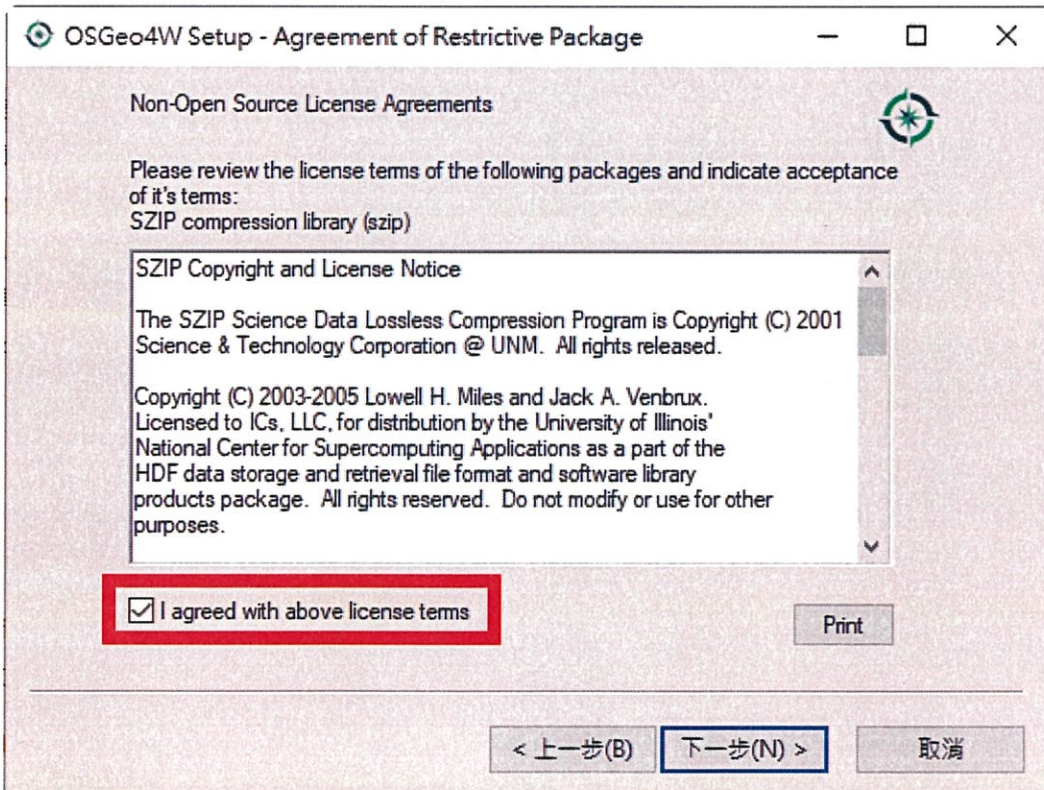 OSGeo4W Setup - Agreement of Restrictive Package
Non-Open Source License Agreements
Please review the license terms of the following packages and indicate acceptance
of it's terms:
SZIP compression library (szip)
SZIP Copyright and License Notice
The SZIP Science Data Lossless Compression Program is Copyright (C) 2001
Science & Technology Corporation @ UNM.  All rights released.
Copyright (C) 2003-2005 Lowell H. Miles and Jack A. Venbrux.
Licensed to ICs, LLC, for distribution by the University of Illinois'
National Center for Supercomputing Applications as a part of the
HDF data storage and retrieval file format and software library
products package.  All rights reserved.  Do not modify or use for other
purposes.
I agreed with above license terms
Print
< 上一步(B)
下一步(N) >
取消